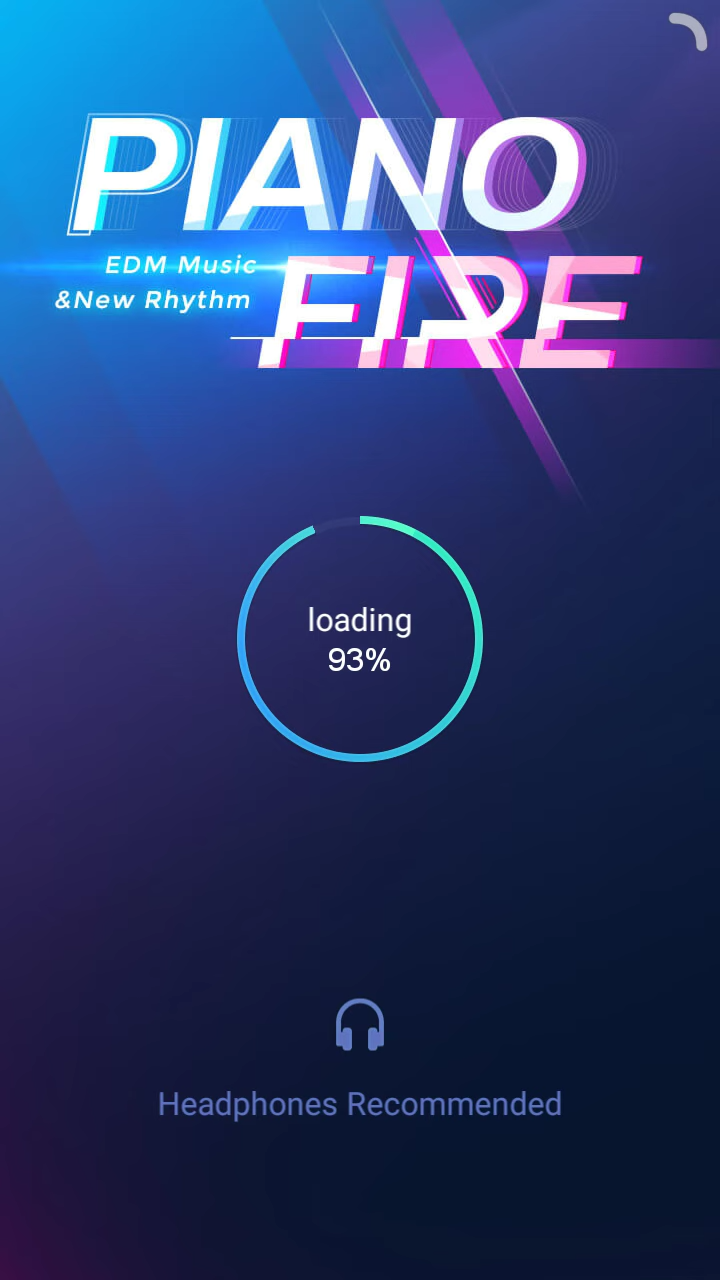 PIANO
EDM Music
&New Rhythm
FIRE
loading
93%
Headphones Recommended